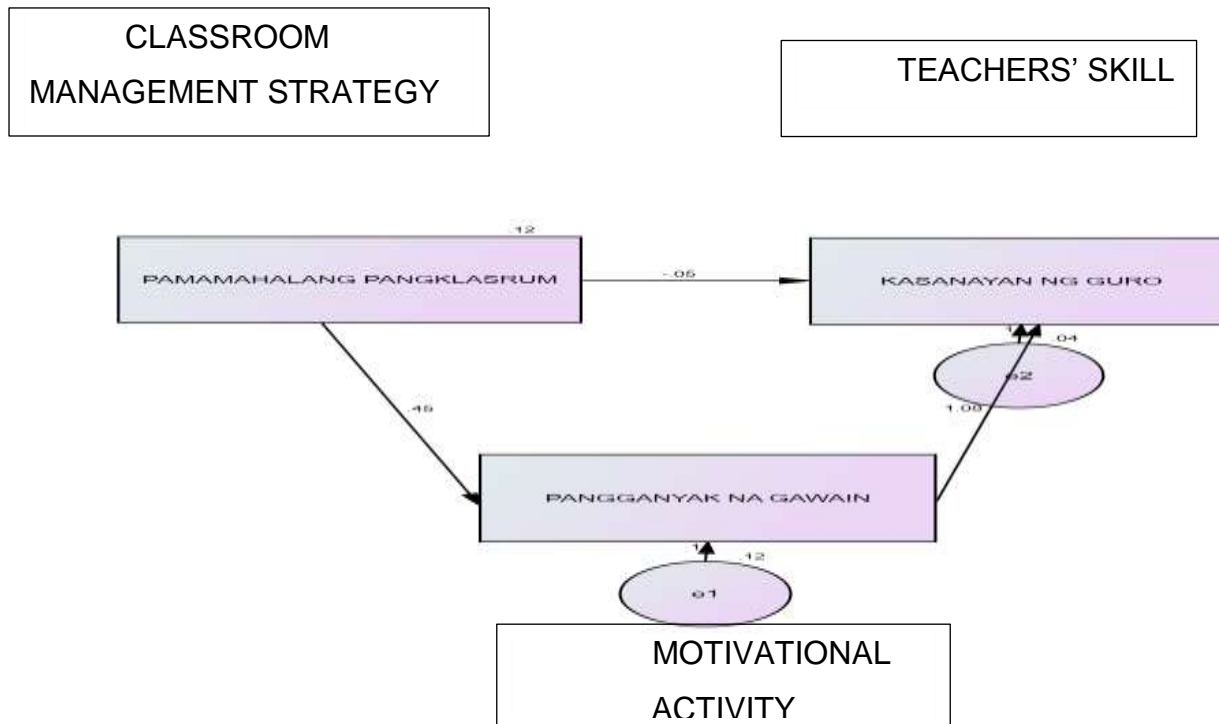 CLASSROOM
MANAGEMENT STRATEGY
TEACHERS' SKILL
.12
PAMAMAHALANG PANGKLASRUM
-.05
KASANAYAN NG GURO
1
.04
e2
.45
1.00
PANGGANYAK NA GAWAIN
1
.12
e1
MOTIVATIONAL
ACTIVITY